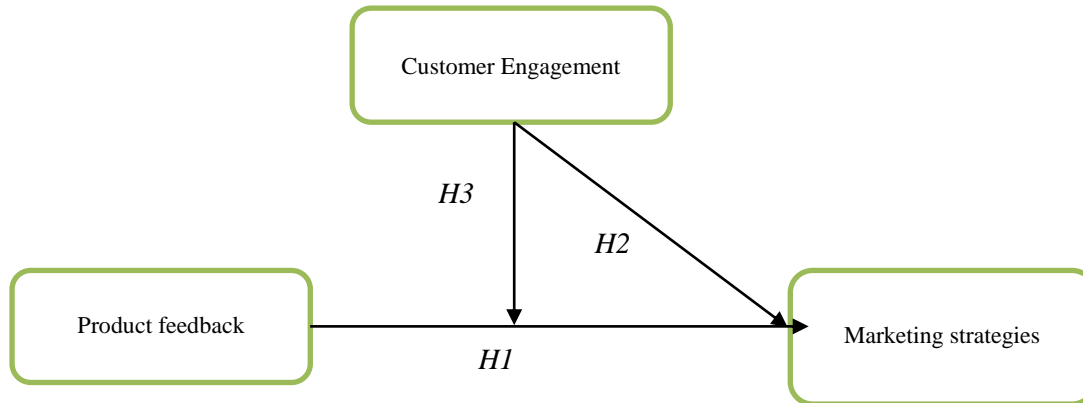 Customer Engagement
H3
H2
Product feedback
Marketing strategies
H1